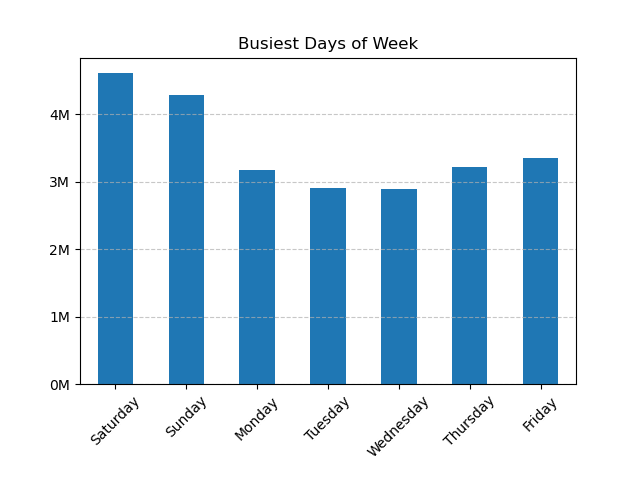 Busiest Days of Week
4M
3M
2M
1M
0M
Saturday
Sunday
Monday
Tuesday
Wednesday
Thursday
Friday